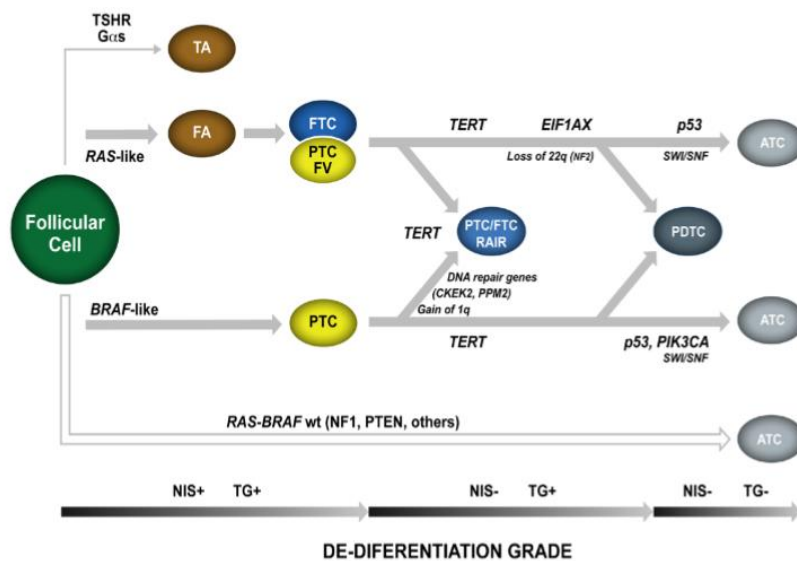 TSHR
Gαs
TA
FA
RAS-like
FTC
PTC
FV
TERT EIF1AX p53
Loss of 22q (NF2) SWI/SNF
ATC
Follicular
Cell
TERT
PTC/FTC
RAIR
PDTC
DNA repair genes
(CKEK2, PPM2)
Gain of 1q
BRAF-like
PTC
TERT
p53, PIK3CA
SWI/SNF
ATC
RAS-BRAF wt (NF1, PTEN, others)
ATC
NIS+ TG+ NIS- TG+ NIS- TG-
DE-DIFERENTIATION GRADE